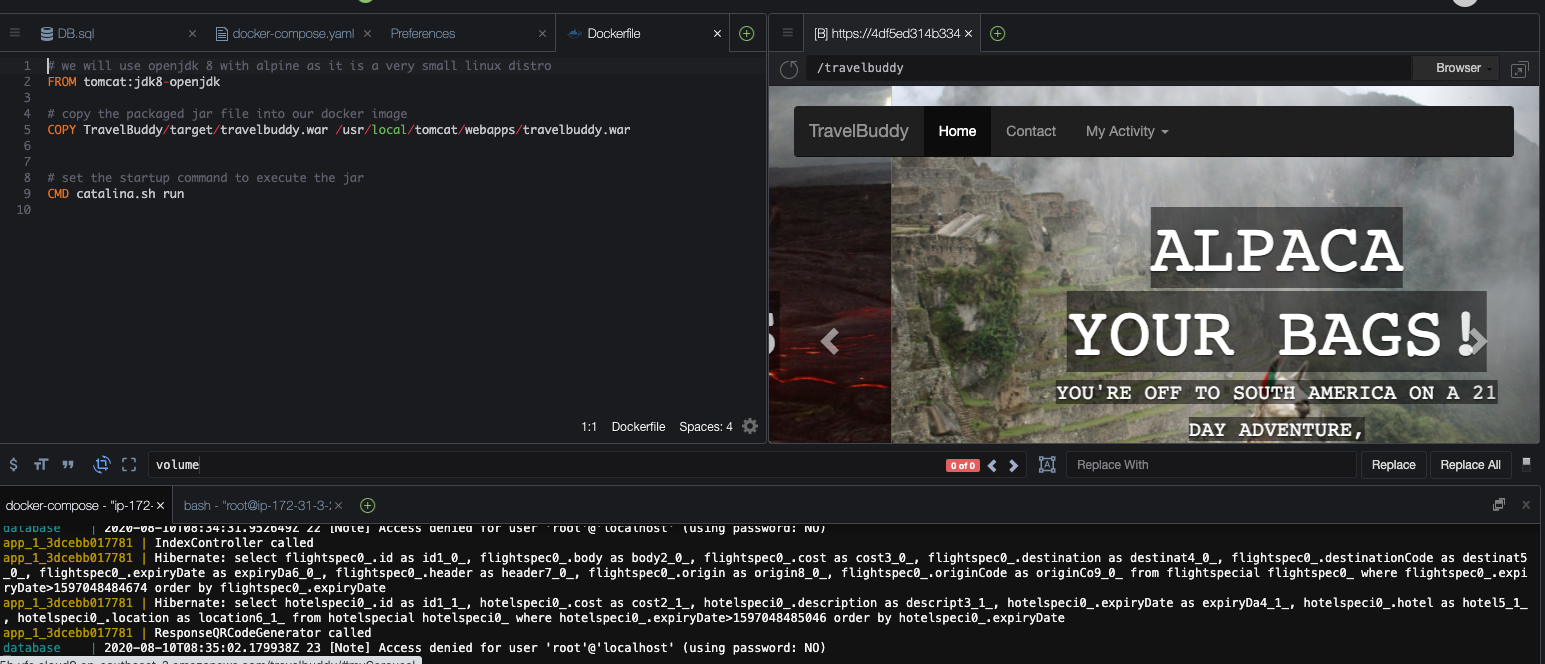 DB.sql
docker-compose.yaml
Preferences
Dockerfile
1 # we will use openjdk 8 with alpine as it is a very small linux distro
2 FROM tomcat:jdk8-openjdk
3
4 # copy the packaged jar file into our docker image
5 COPY TravelBuddy/target/travelbuddy.war /usr/local/tomcat/webapps/travelbuddy.war
6
7
8 # set the startup command to execute the jar
9 CMD catalina.sh run
10
1:1 Dockerfile Spaces: 4
[B] https://4df5ed314b334
/travelbuddy
Browser
TravelBuddy Home Contact My Activity
ALPACA
YOUR BAGS!
YOU'RE OFF TO SOUTH AMERICA ON A 21
DAY ADVENTURE,
volume
0 of 0
Replace With
Replace
Replace All
docker-compose - "ip-172-
bash - "root@ip-172-31-3-
database | 2020-08-10T08:34:31.952649Z 22 [Note] Access denied for user 'root'@'localhost' (using password: NO)
app_1_3dcebb017781 | IndexController called
app_1_3dcebb017781 | Hibernate: select flightspec0_.id as id1_0_, flightspec0_.body as body2_0_, flightspec0_.cost as cost3_0_, flightspec0_.destination as destinat4_0_, flightspec0_.destinationCode as destinat5
_0_, flightspec0_.expiryDate as expiryDa6_0_, flightspec0_.header as header7_0_, flightspec0_.origin as origin8_0_, flightspec0_.originCode as originCo9_0_ from flightspecial flightspec0_ where flightspec0_.expi
ryDate>1597048484674 order by flightspec0_.expiryDate
app_1_3dcebb017781 | Hibernate: select hotelspeci0_.id as id1_1_, hotelspeci0_.cost as cost2_1_, hotelspeci0_.description as descript3_1_, hotelspeci0_.expiryDate as expiryDa4_1_, hotelspeci0_.hotel as hotel5_1_
, hotelspeci0_.location as location6_1_ from hotelspecial hotelspeci0_ where hotelspeci0_.expiryDate>1597048485046 order by hotelspeci0_.expiryDate
app_1_3dcebb017781 | ResponseQRCodeGenerator called
database | 2020-08-10T08:35:02.179938Z 23 [Note] Access denied for user 'root'@'localhost' (using password: NO)